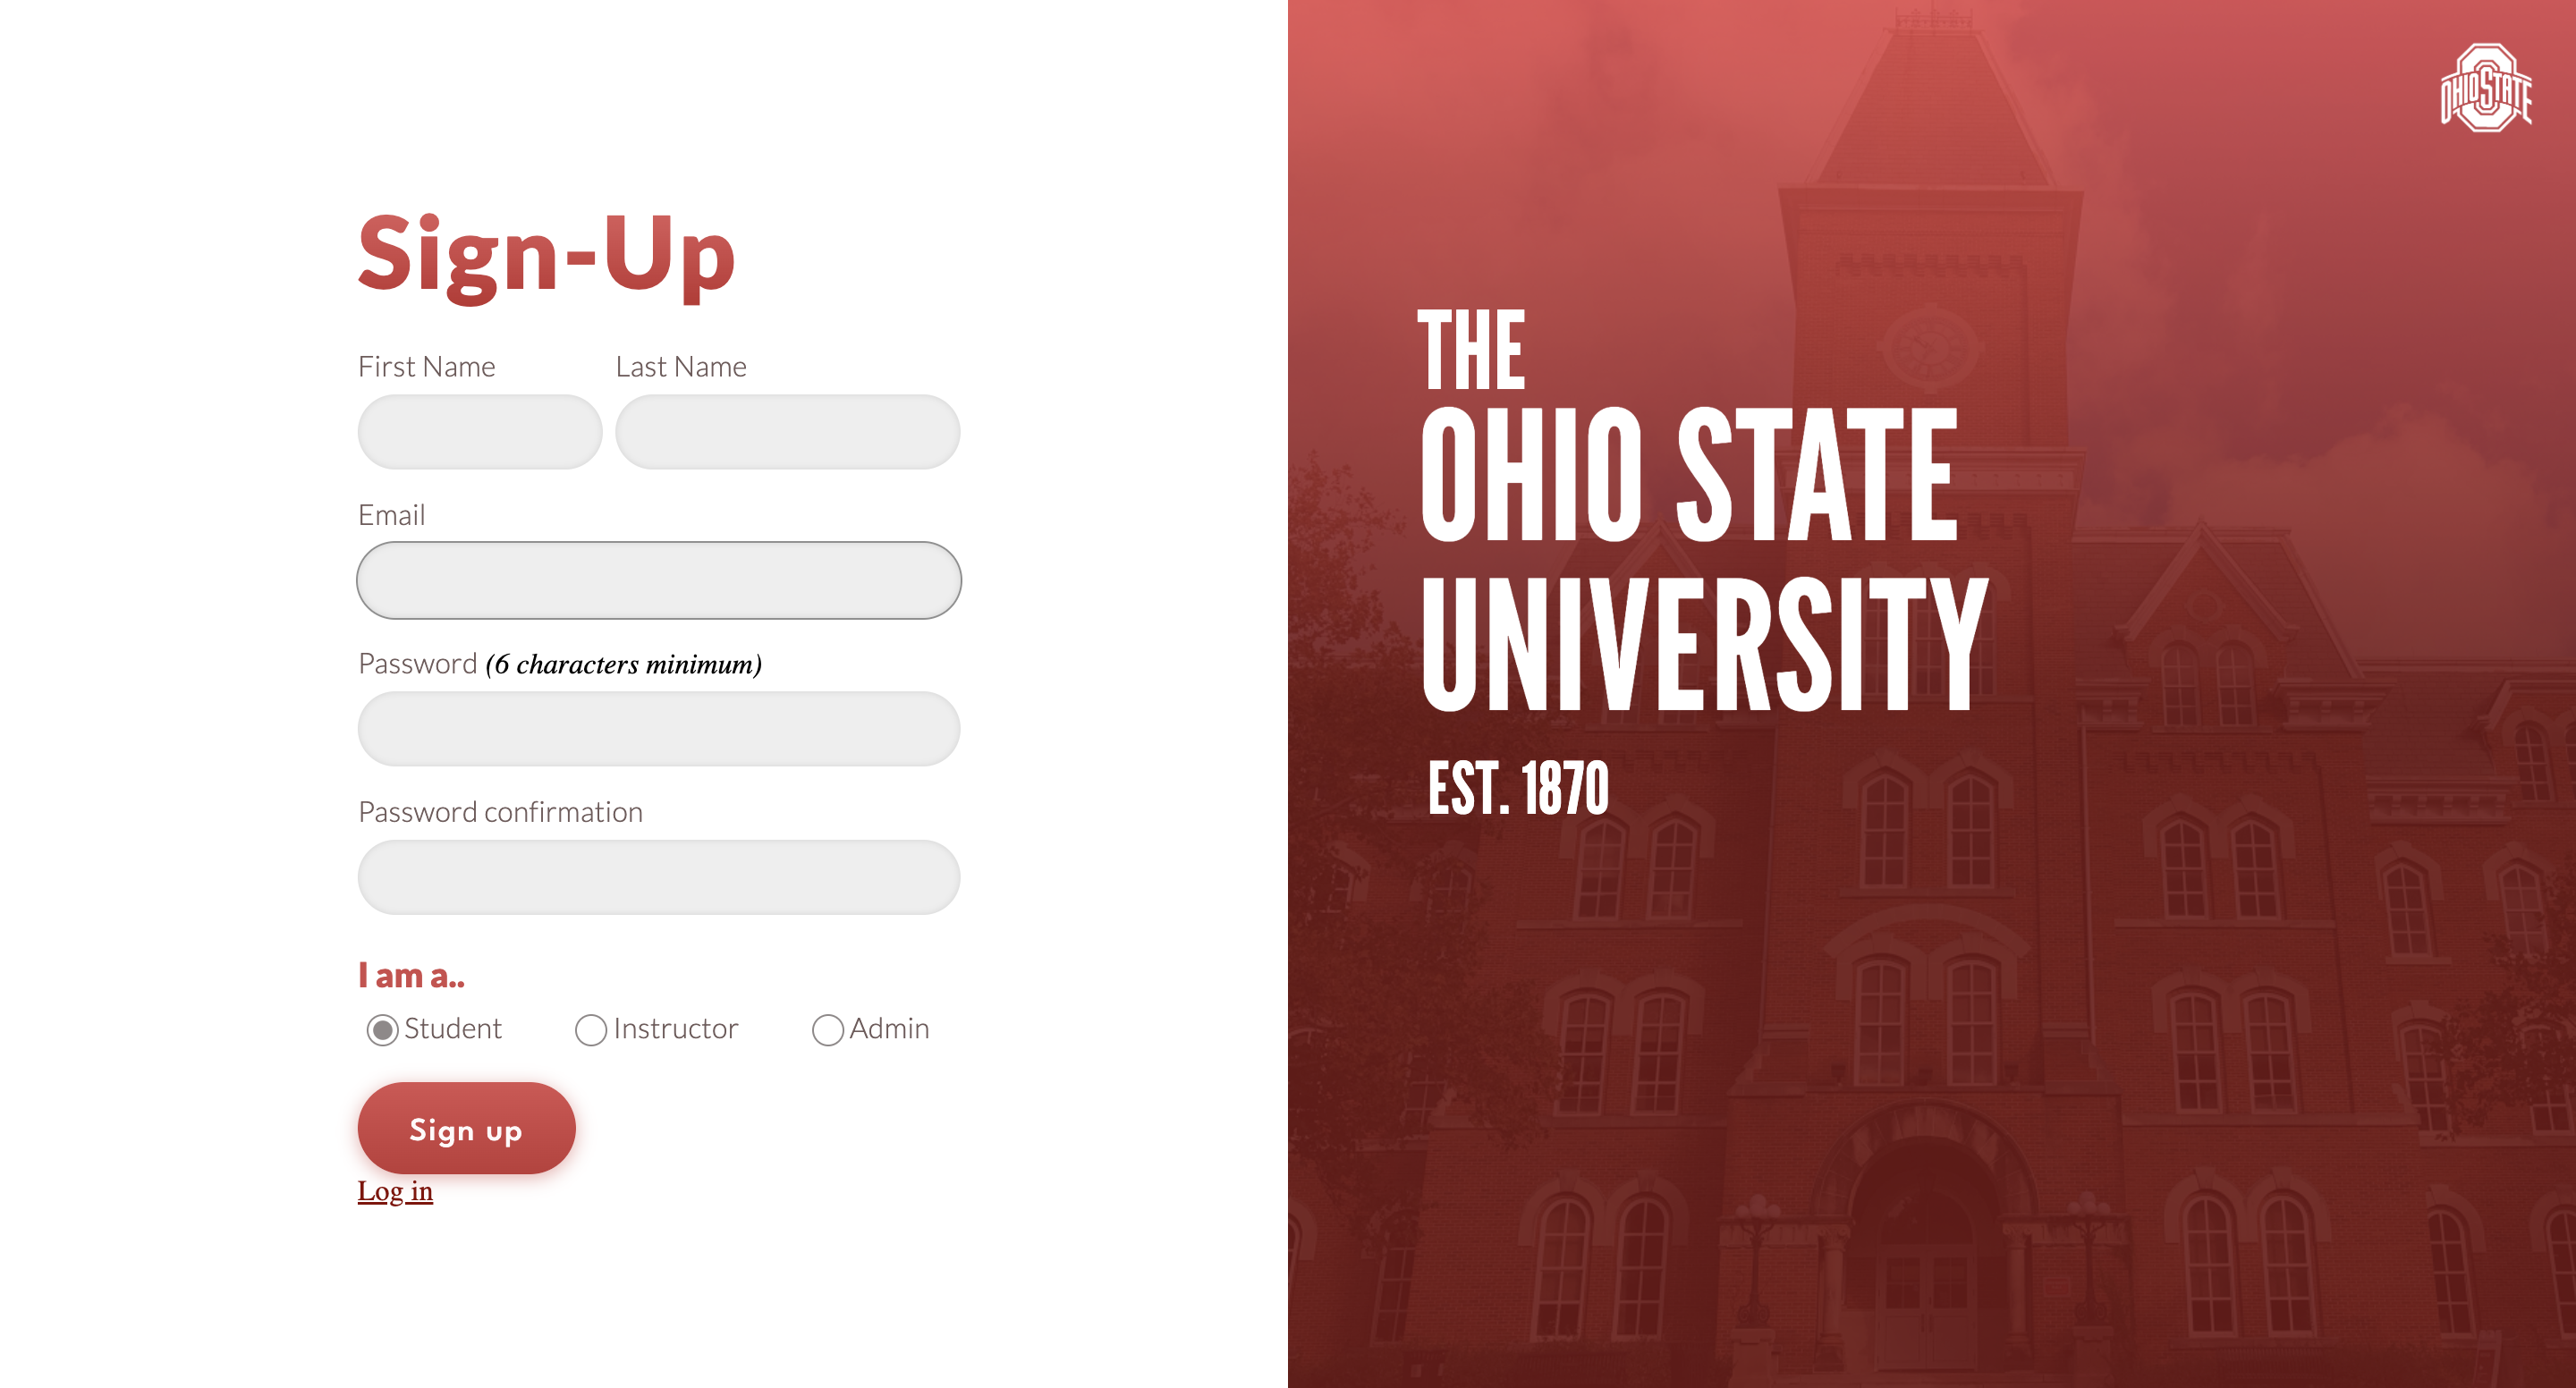 Sign-Up
First Name Last Name
Email
Password (6 characters minimum)
Password confirmation
I am a..
Student Instructor Admin
Sign up
Log in
OHIO STATE
THE
OHIO STATE
UNIVERSITY
EST. 1870